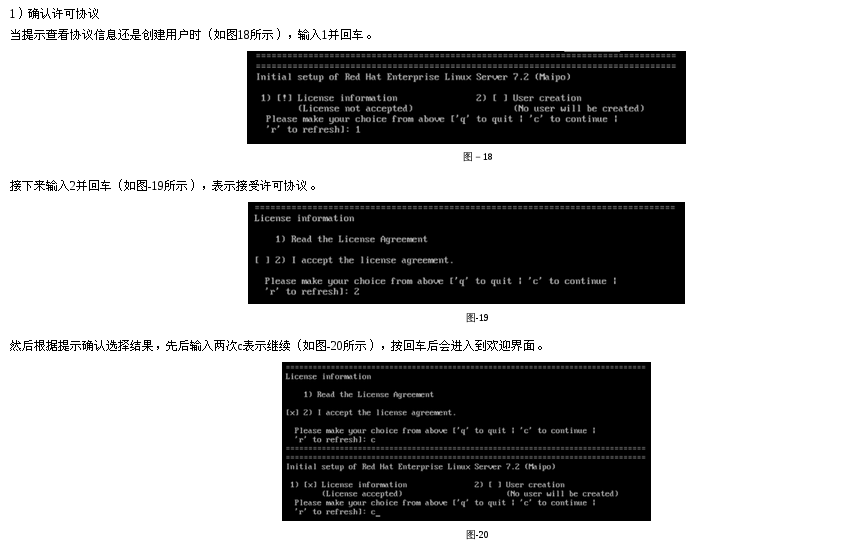 1）确认许可协议
当提示查看协议信息还是创建用户时（如图18所示），输入1并回车。
================================================================================
================================================================================
Initial setup of Red Hat Enterprise Linux Server 7.2 (Maipo)
1) [!] License information 2) [ ] User creation
(License not accepted) (No user will be created)
Please make your choice from above ['q' to quit | 'c' to continue |
'r' to refresh]: 1
图－18
接下来输入2并回车（如图-19所示），表示接受许可协议。
================================================================================
License information
1) Read the License Agreement
[ ] 2) I accept the license agreement.
Please make your choice from above ['q' to quit | 'c' to continue |
'r' to refresh]: 2
图-19
然后根据提示确认选择结果，先后输入两次c表示继续（如图-20所示），按回车后会进入到欢迎界面。
================================================================================
License information
1) Read the License Agreement
[x] 2) I accept the license agreement.
Please make your choice from above ['q' to quit | 'c' to continue |
'r' to refresh]: c
================================================================================
================================================================================
Initial setup of Red Hat Enterprise Linux Server 7.2 (Maipo)
1) [x] License information 2) [ ] User creation
(License accepted) (No user will be created)
Please make your choice from above ['q' to quit | 'c' to continue |
'r' to refresh]: c_
图-20